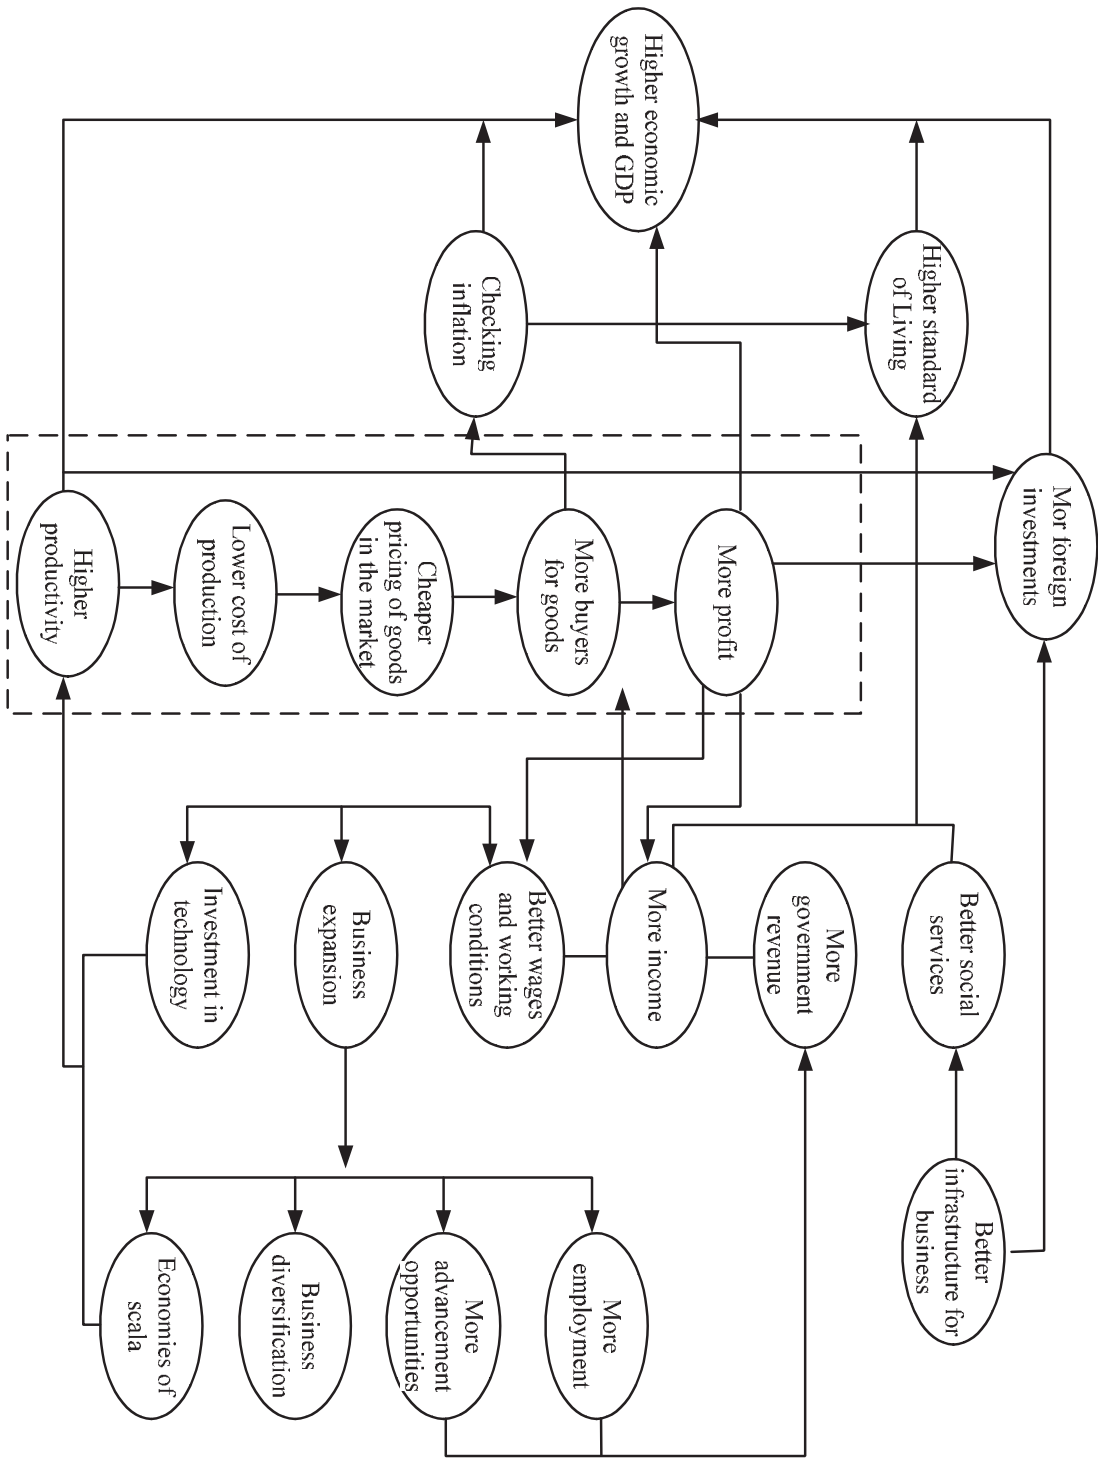 Higher economic
growth and GDP
Higher standard
of Living
Checking
inflation
Mor foreign
investments
More profit
More buyers
for goods
Cheaper
pricing of goods
in the market
Lower cost of
production
Higher
productivity
Better social
services
More
government
revenue
More income
Better wages
and working
conditions
Business
expansion
Investment in
technology
Better
infrastructure for
business
More
employment
More
advancement
opportunities
Business
diversification
Economies of
scala